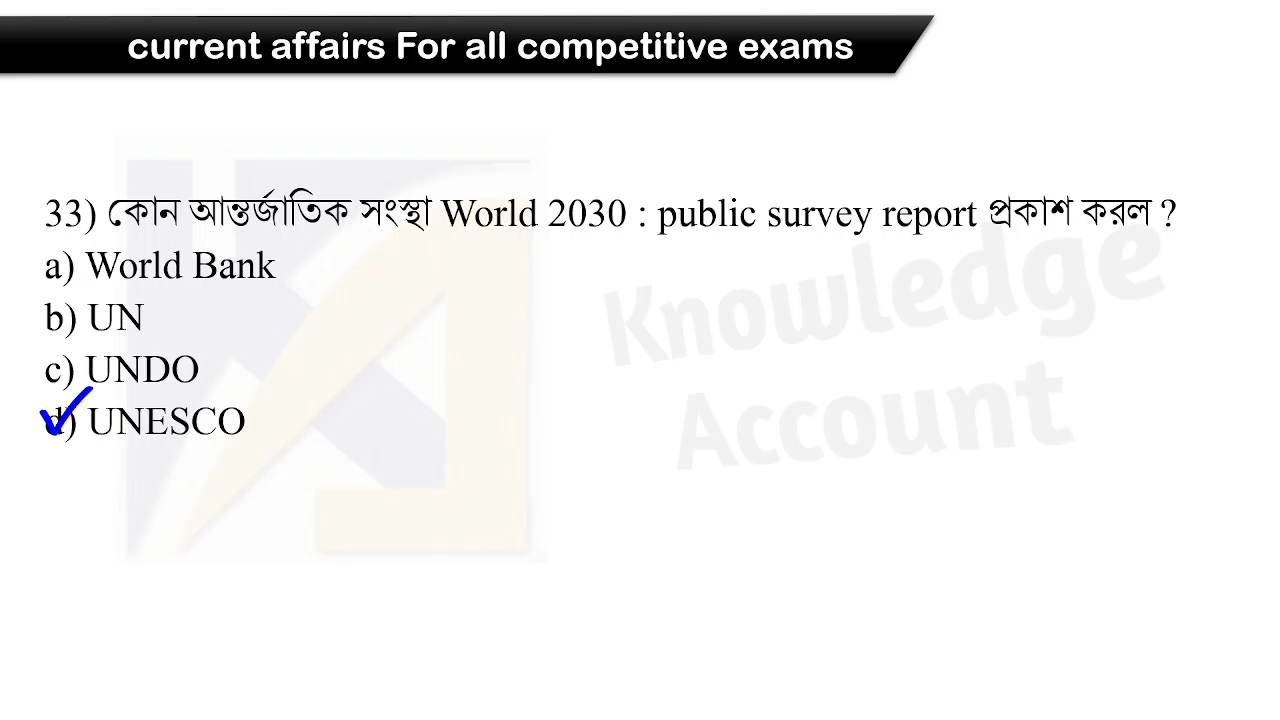 current affairs For all competitive exams
33) কোন আন্তর্জাতিক সংস্থা World 2030 : public survey report প্রকাশ করল ?
a) World Bank
b) UN
c) UNDO
d) UNESCO
Knowledge
Account